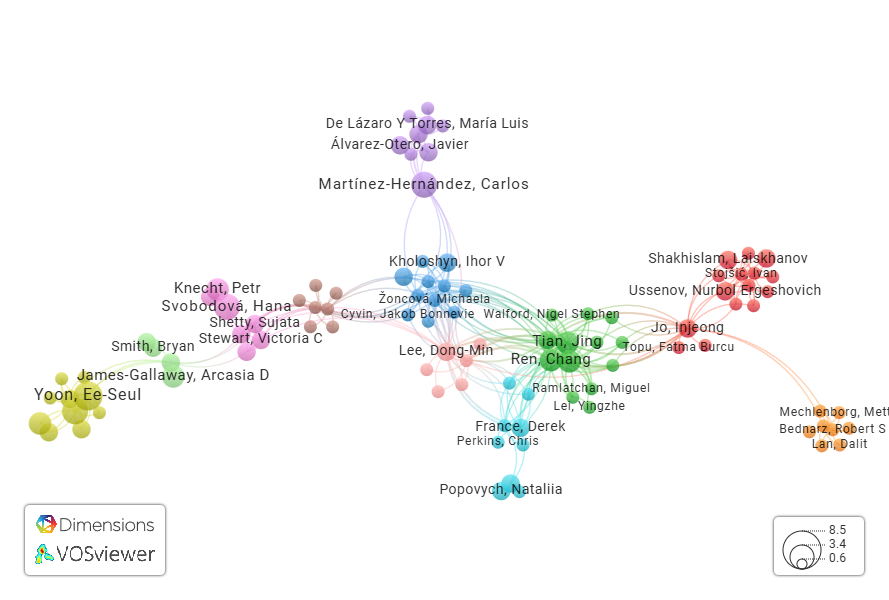 De Lázaro Y Torres, María Luis
Álvarez-Otero, Javier
Martínez-Hernández, Carlos
Kholoshyn, Ihor V
Shakhislam, Laiskhanov
Stojšić, Ivan
Knecht, Petr
Ussenov, Nurbol Ergeshovich
Žoncová, Michaela
Svobodová, Hana
Cyvin, Jakob Bonnevie
Walford, Nigel Stephen
Shetty, Sujata
Jo, Injeong
Stewart, Victoria C
Tian, Jing
Smith, Bryan
Lee, Dong-Min
Topu, Fatma Burcu
Ren, Chang
James-Gallaway, Arcasia D
Ramlatchan, Miguel
Yoon, Ee-Seul
Lei, Yingzhe
Mechlenborg, Mett
France, Derek
Bednarz, Robert S
Perkins, Chris
Lan, Dalit
Popovych, Nataliia
Dimensions
VOSviewer
8.5
3.4
0.6